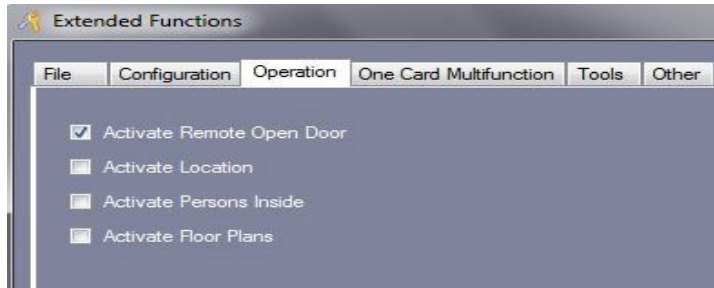 Extended Functions
File Configuration Operation One Card Multifunction Tools Other
Activate Remote Open Door
Activate Location
Activate Persons Inside
Activate Floor Plans